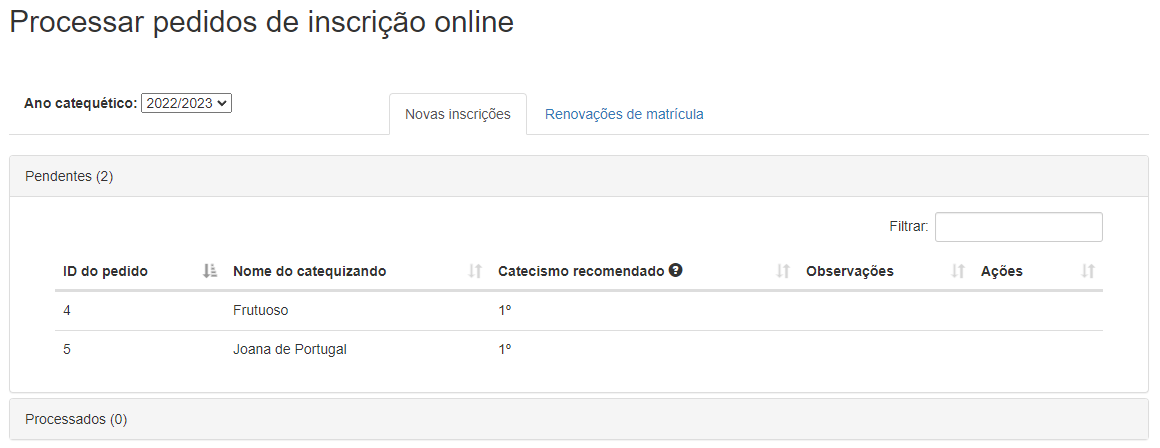 Processar pedidos de inscrição online
Ano catequético: 2022/2023
Novas inscrições Renovações de matrícula
Pendentes (2)
Filtrar:
ID do pedido Nome do catequizando Catecismo recomendado Observações Ações
4 Frutuoso 1º
5 Joana de Portugal 1º
Processados (0)